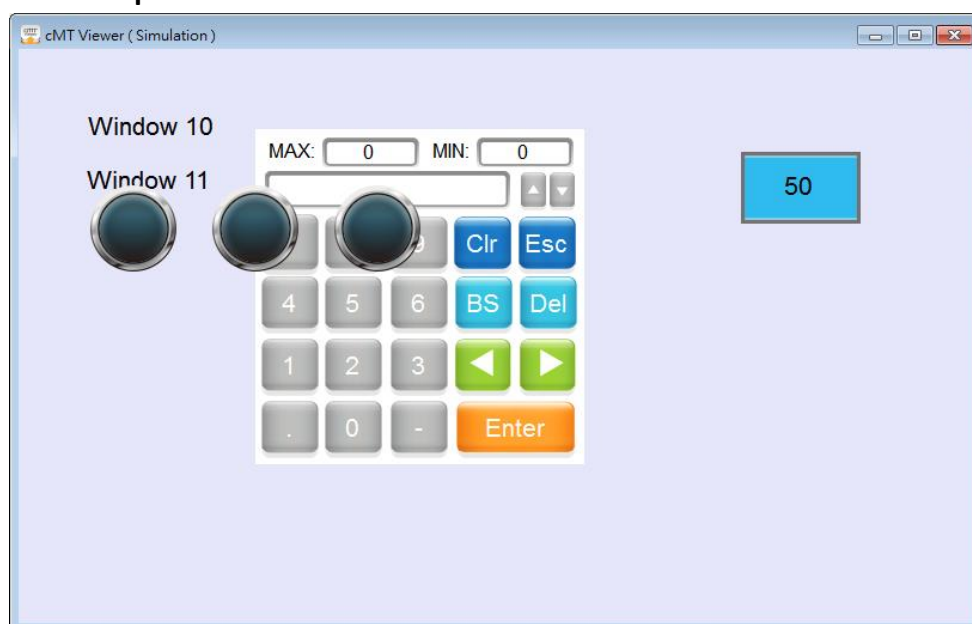 cMT Viewer ( Simulation )
Window 10
MAX: 0 MIN: 0
Window 11
50
9 Clr Esc
4 5 6 BS Del
1 2 3
. 0 - Enter